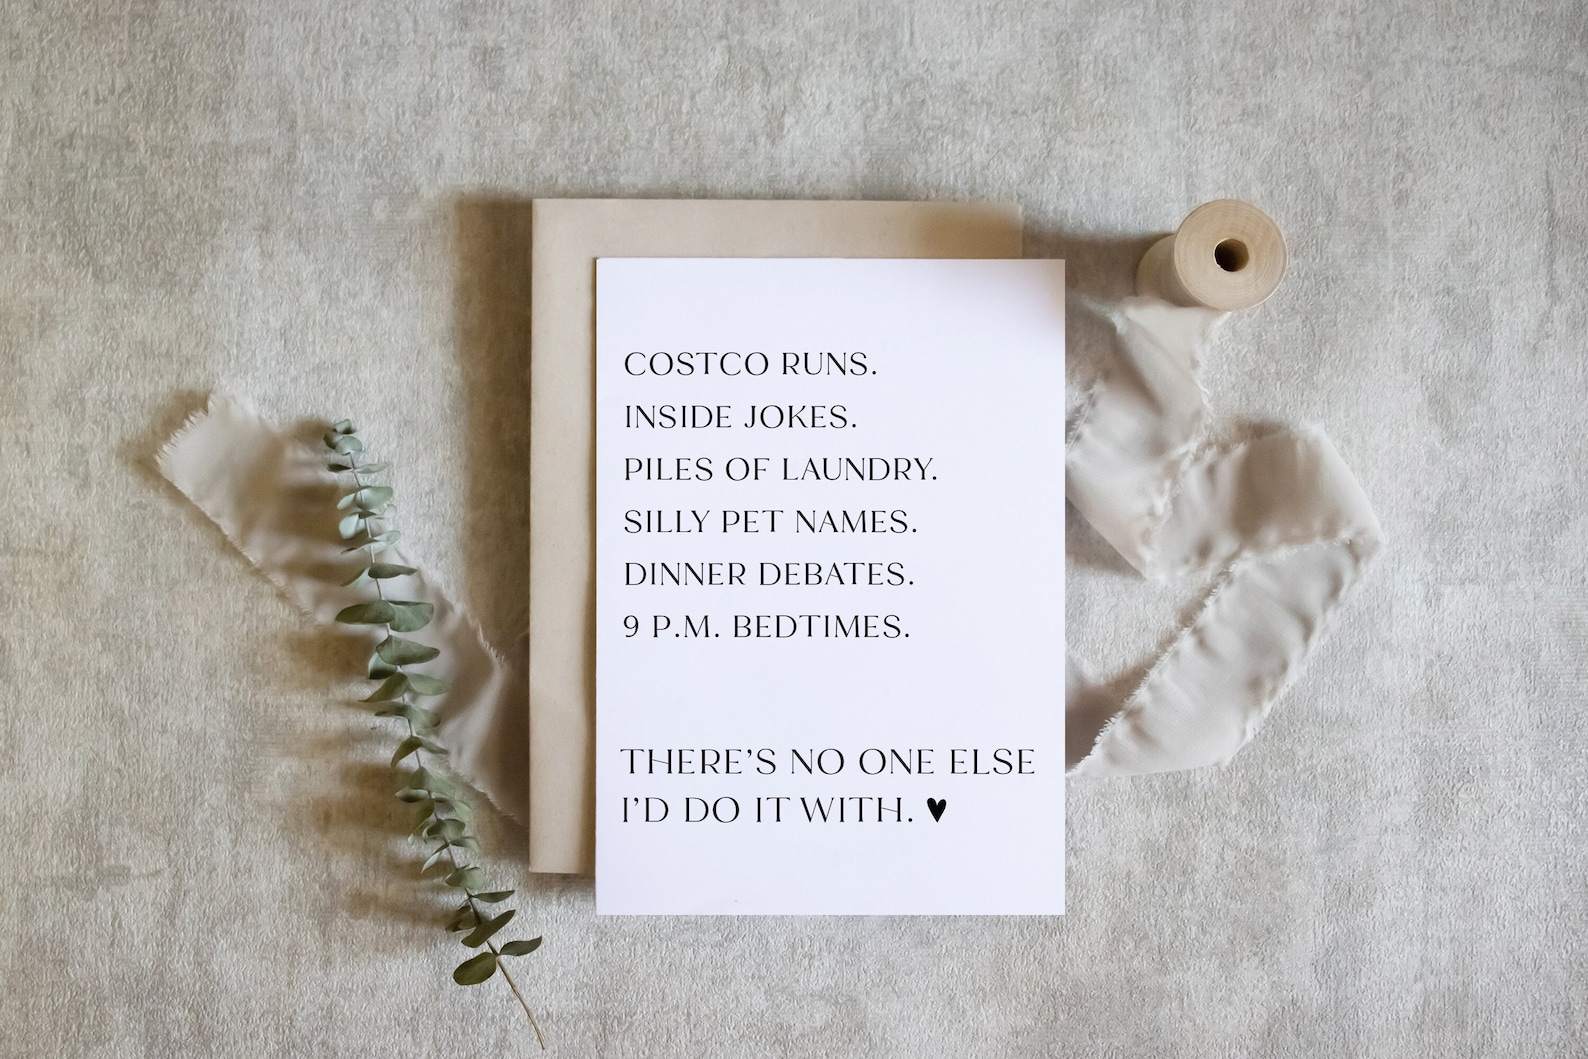 COSTCO RUNS.
INSIDE JOKES.
PILES OF LAUNDRY.
SILLY PET NAMES.
DINNER DEBATES.
9 P.M. BEDTIMES.
THERE'S NO ONE ELSE
I'D DO IT WITH. ♥